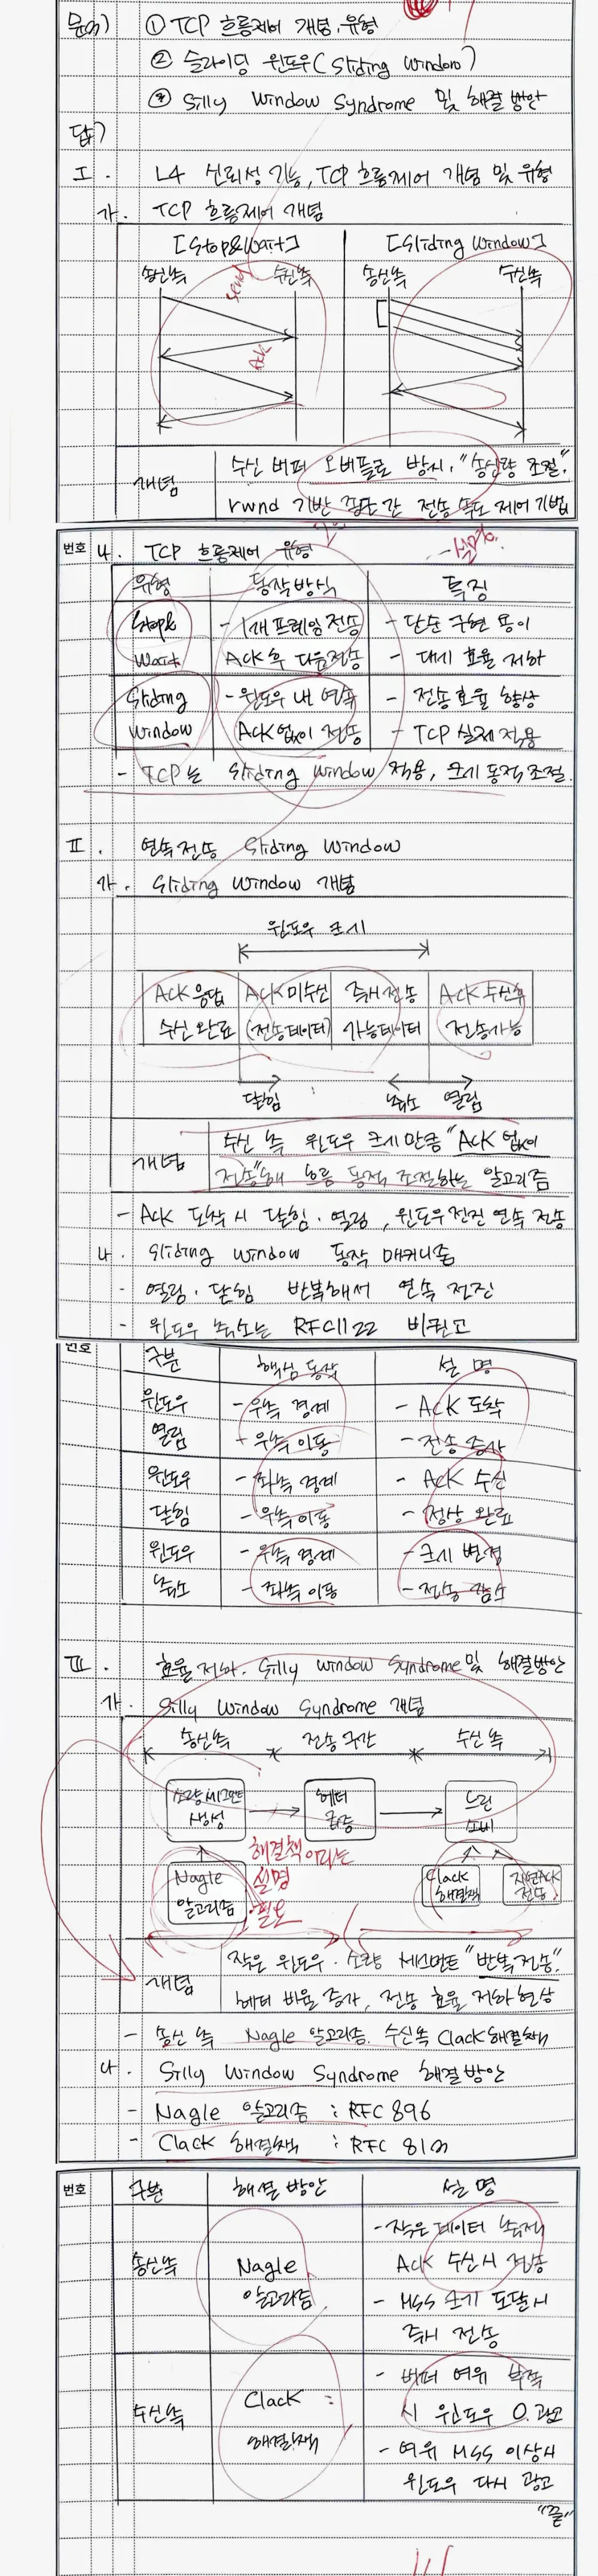 문제) ① TCP 흐름제어 개념, 유형
② 슬라이딩 윈도우(Sliding Window)
③ Silly Window Syndrome 및 해결 방안
답)
I. L4 신뢰성 기능, TCP 흐름제어 개념 및 유형
가. TCP 흐름제어 개념
[Stop&Wait] [Sliding Window]
송신측 수신측 송신측 수신측
Send
Ack
개념 수신 버퍼 오버플로 방지, "송신량 조절",
rwnd 기반 종단 간 전송 속도 제어 기법
번호 나. TCP 흐름제어 유형
유형 동작방식 특징
Stop& - 1개 프레임 전송 - 단순 구현 용이
Wait Ack 후 다음전송 - 대기 효율 저하
Sliding - 윈도우 내 연속 - 전송효율 향상
Window Ack 없이 전송 - TCP 실제 적용
- TCP는 Sliding Window 적용, 크기 동적 조절.
II. 연속전송 Sliding Window
가. Sliding Window 개념
윈도우 크기
Ack 응답 Ack 미수신 즉시 전송 Ack 수신후
수신 완료 (전송데이터) 가능데이터 전송가능
닫힘 축소 열림
개념 수신 측 윈도우 크기만큼 "Ack 없이
전송"해 흐름 동적 조절하는 알고리즘
- Ack 도착 시 닫힘·열림, 윈도우 전진 연속 전송
나. Sliding Window 동작 매커니즘
- 열림·닫힘 반복해서 연속 전진
- 윈도우 축소는 RFC1122 비권고
번호 구분 핵심 동작 설 명
윈도우 - 우측 경계 - Ack 도착
열림 - 우측 이동 - 전송 증가
윈도우 - 좌측 경계 - Ack 수신
닫힘 - 우측 이동 - 정상 완료
윈도우 - 우측 경계 - 크기 변경
축소 - 좌측 이동 - 전송 감소
III. 효율 저하, Silly Window Syndrome 및 해결방안
가. Silly Window Syndrome 개념
송신측 전송 구간 수신 측
소량 세그먼트 헤더 느린
생성 급증 소비
해결책이라는
설명
필요
Nagle Clack 지연Ack
알고리즘 해결책 전송
개념 작은 윈도우·소량 세그먼트 "반복전송",
헤더 비율 증가, 전송 효율 저하 현상
- 송신 측 Nagle 알고리즘, 수신측 Clack 해결책
나. Silly Window Syndrome 해결방안
- Nagle 알고리즘 : RFC 896
- Clack 해결책 : RFC 813
번호 구분 해결 방안 설 명
- 작은 데이터 축적
송신측 Nagle Ack 수신시 전송
알고리즘 - MSS 크기 도달시
즉시 전송
- 버퍼 여유 부족
수신측 Clack 시 윈도우 0. 광고
해결책 - 여유 MSS 이상시
윈도우 다시 광고
"끝"